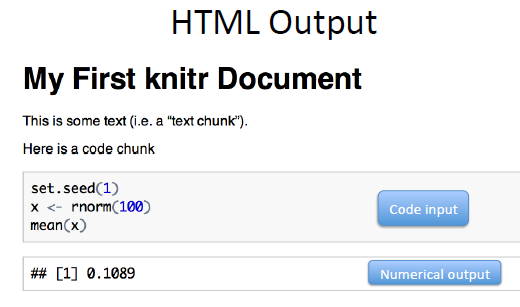 HTML Output
My First knitr Document
This is some text (i.e. a “text chunk”).
Here is a code chunk
set.seed(1)
x <- rnorm(100)
mean(x)
Code input
## [1] 0.1089
Numerical output